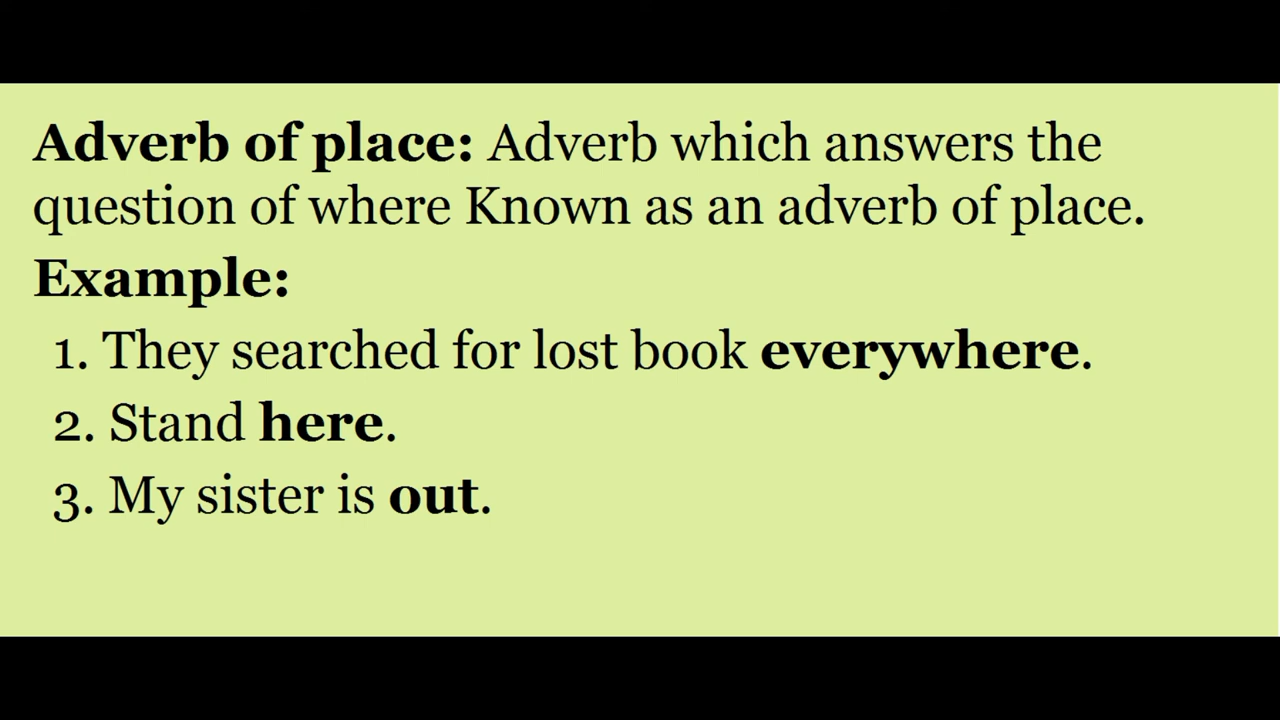 Adverb of place: Adverb which answers the
question of where Known as an adverb of place.
Example:
1. They searched for lost book everywhere.
2. Stand here.
3. My sister is out.